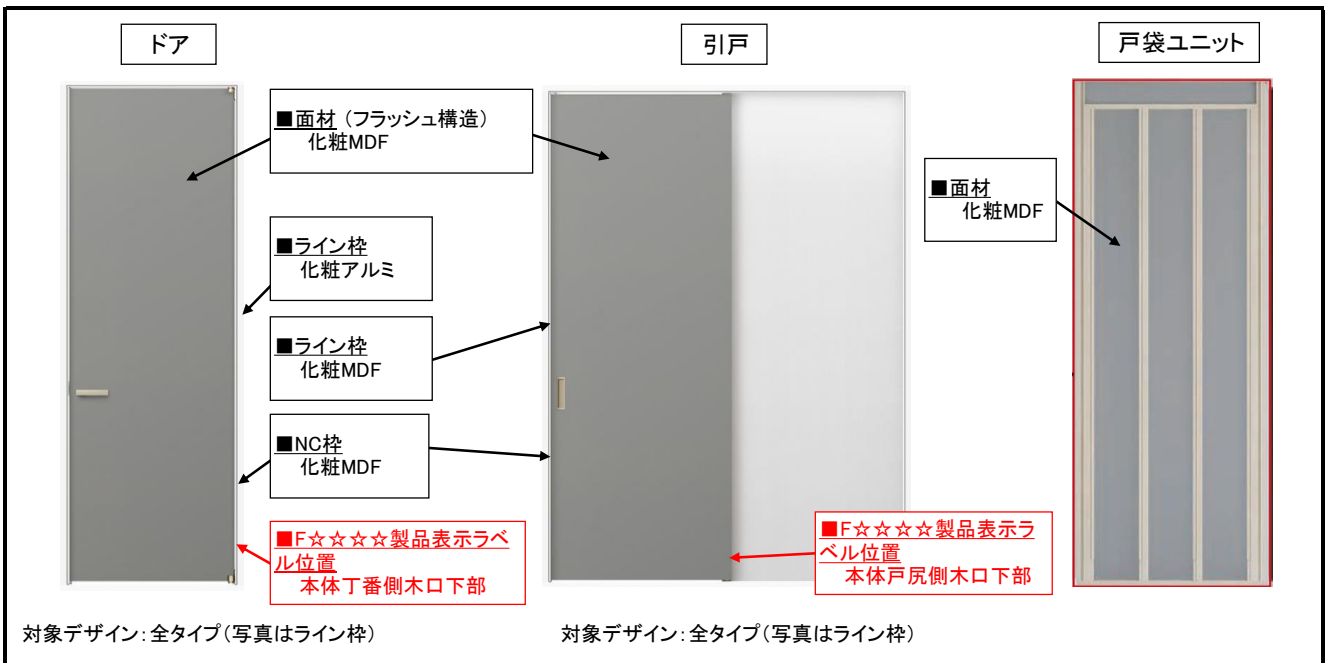 ドア
引戸
戸袋ユニット
■面材（フラッシュ構造）
化粧MDF
■面材
化粧MDF
■ライン枠
化粧アルミ
■ライン枠
化粧MDF
■NC枠
化粧MDF
■F☆☆☆☆製品表示ラベ
ル位置
本体丁番側木口下部
■F☆☆☆☆製品表示ラ
ベル位置
本体戸尻側木口下部
対象デザイン：全タイプ（写真はライン枠）
対象デザイン：全タイプ（写真はライン枠）